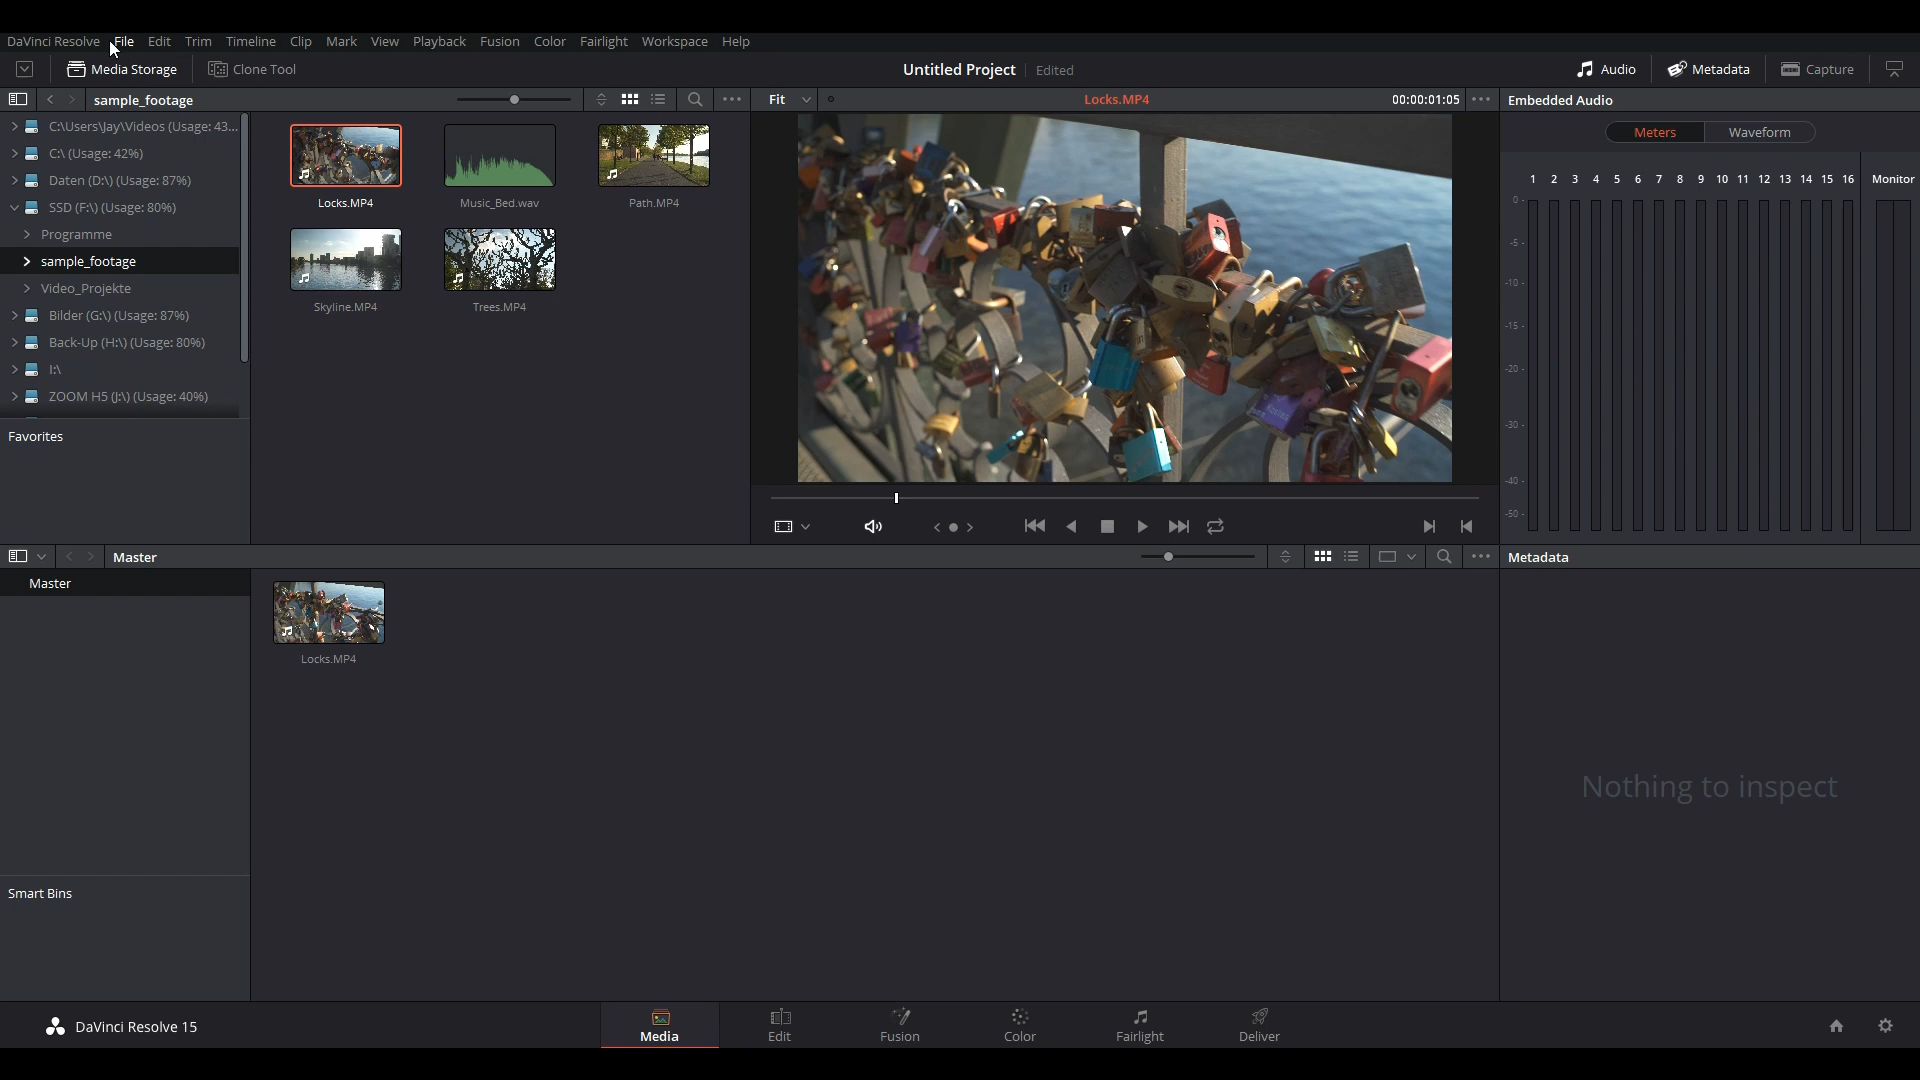 DaVinci Resolve File Edit Trim Timeline Clip Mark View Playback Fusion Color Fairlight Workspace Help
Media Storage Clone Tool Untitled Project Edited Audio Metadata Capture
sample_footage Fit Locks.MP4 00:00:01:05 Embedded Audio
C:\Users\Jay\Videos (Usage: 43...
C:\ (Usage: 42%)
Daten (D:\) (Usage: 87%)
SSD (F:\) (Usage: 80%)
Programme
sample_footage
Video_Projekte
Bilder (G:\) (Usage: 87%)
Back-Up (H:\) (Usage: 80%)
I:\
ZOOM H5 (J:\) (Usage: 40%)
Favorites
Locks.MP4 Music_Bed.wav Path.MP4
Skyline.MP4 Trees.MP4
Meters Waveform
1 2 3 4 5 6 7 8 9 10 11 12 13 14 15 16 Monitor
0 -
-5 -
-10 -
-15 -
-20 -
-30 -
-40 -
-50 -
Master Metadata
Master
Locks.MP4
Nothing to inspect
Smart Bins
DaVinci Resolve 15 Media Edit Fusion Color Fairlight Deliver